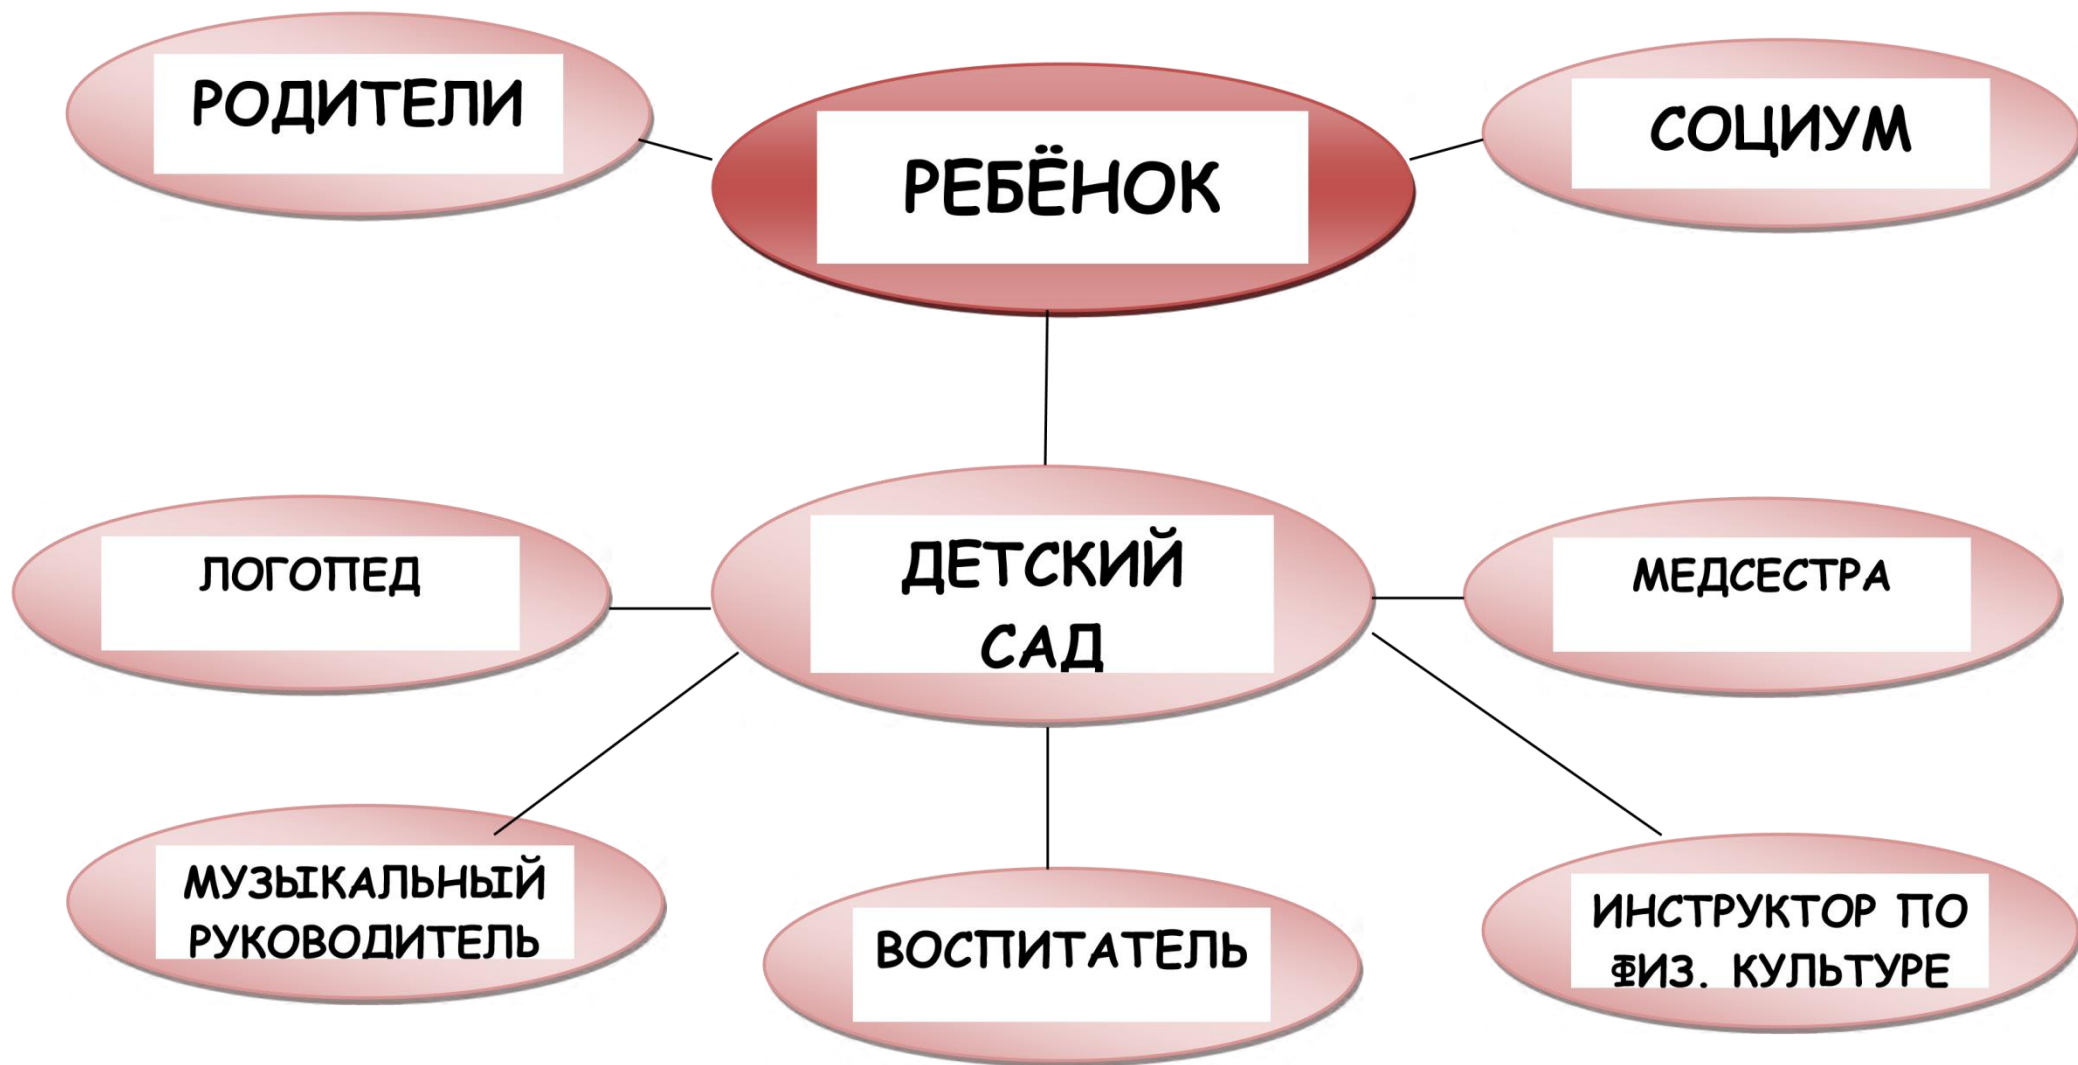 РОДИТЕЛИ
РЕБЁНОК
СОЦИУМ
ЛОГОПЕД
ДЕТСКИЙ
САД
МЕДСЕСТРА
МУЗЫКАЛЬНЫЙ
РУКОВОДИТЕЛЬ
ВОСПИТАТЕЛЬ
ИНСТРУКТОР ПО
ФИЗ. КУЛЬТУРЕ